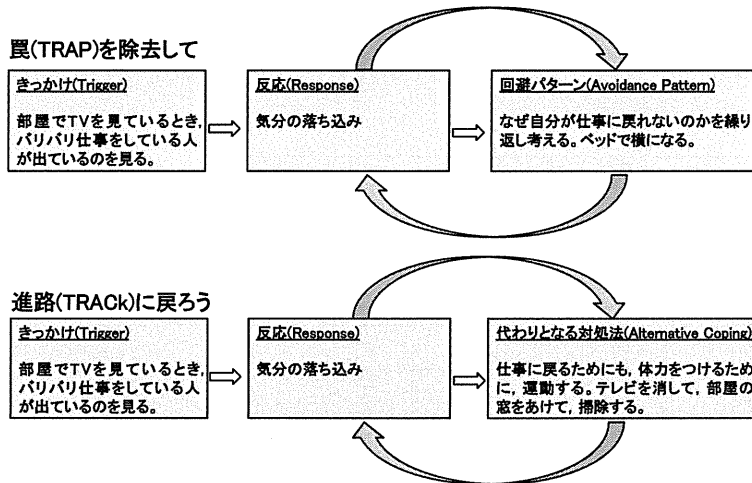 罠(TRAP)を除去して
きっかけ(Trigger)
部屋でTVを見ているとき,
バリバリ仕事をしている人
が出ているのを見る。
反応(Response)
気分の落ち込み
回避パターン(Avoidance Pattern)
なぜ自分が仕事に戻れないのかを繰り
返し考える。ベッドで横になる。
進路(TRACk)に戻ろう
きっかけ(Trigger)
部屋でTVを見ているとき,
バリバリ仕事をしている人
が出ているのを見る。
反応(Response)
気分の落ち込み
代わりとなる対処法(Alternative Coping)
仕事に戻るためにも, 体力をつけるため
に, 運動する。テレビを消して, 部屋の
窓をあけて, 掃除する。